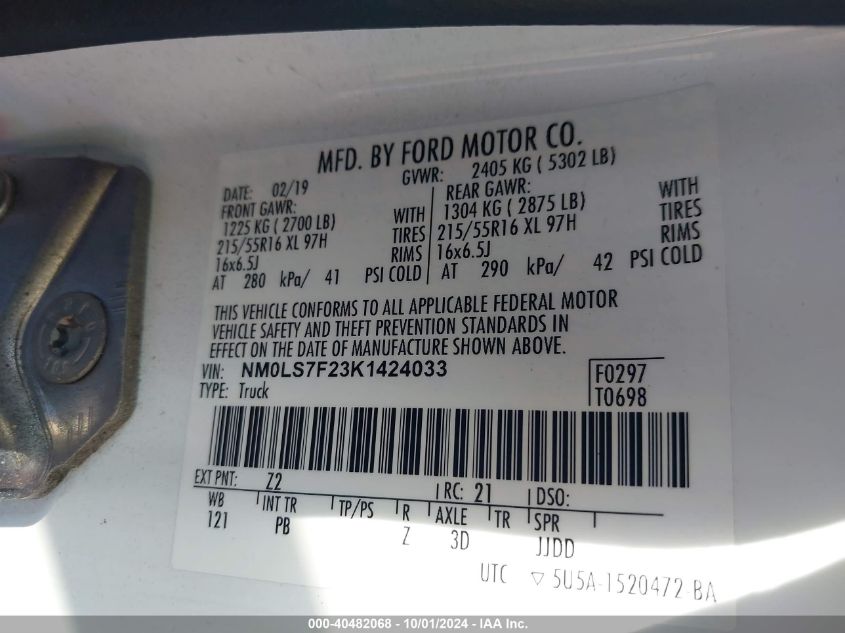 MFD. BY FORD MOTOR CO.
DATE: 02/19 GVWR: 2405 KG ( 5302 LB)
FRONT GAWR: REAR GAWR:
1225 KG ( 2700 LB) WITH 1304 KG ( 2875 LB) WITH
215/55R16 XL 97H TIRES 215/55R16 XL 97H TIRES
16x6.5J RIMS 16x6.5J RIMS
AT 280 kPa/ 41 PSI COLD AT 290 kPa/ 42 PSI COLD
THIS VEHICLE CONFORMS TO ALL APPLICABLE FEDERAL MOTOR
VEHICLE SAFETY AND THEFT PREVENTION STANDARDS IN
EFFECT ON THE DATE OF MANUFACTURE SHOWN ABOVE.
VIN: NM0LS7F23K1424033 F0297
TYPE: Truck T0698
EXT PNT: Z2 RC: 21 DSO:
WB INT TR TP/PS R AXLE TR SPR
121 PB Z 3D JJDD
UTC ▽ 5U5A-1520472-BA
000-40482068 - 10/01/2024 - IAA Inc.